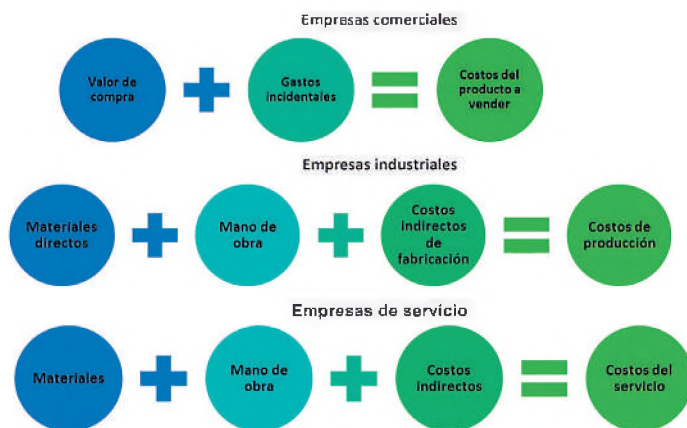 Empresas comerciales
Valor de
compra
Gastos
incidentales
Costos del
producto a
vender
Empresas industriales
Materiales
directos
Mano de
obra
Costos
indirectos
de
fabricación
Costos de
producción
Empresas de servicio
Materiales
Mano de
obra
Costos
indirectos
Costos del
servicio